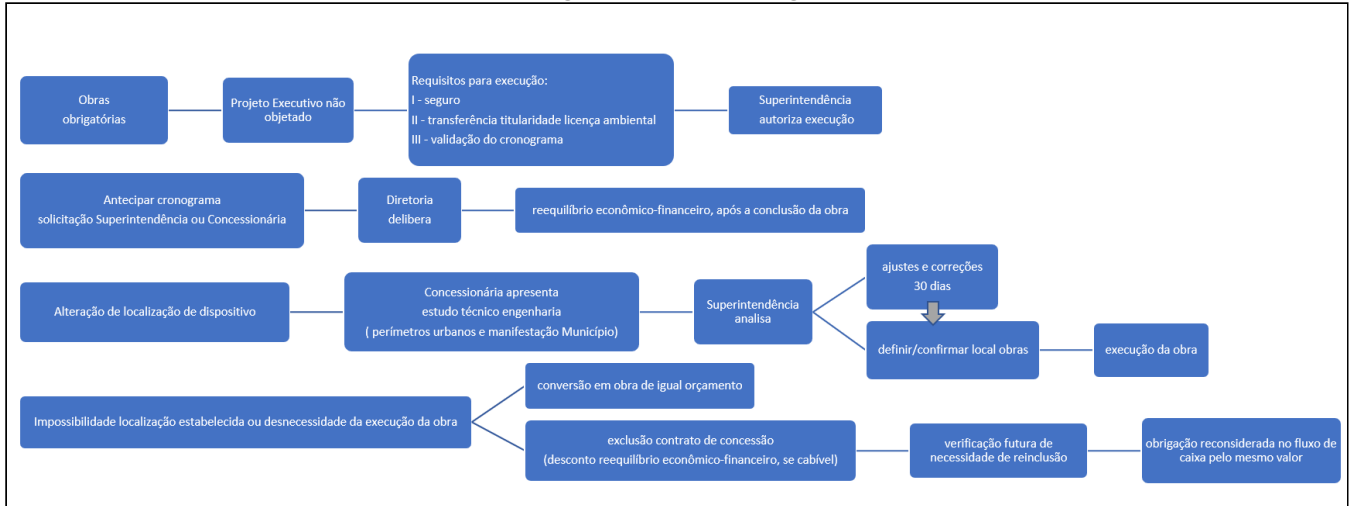 Obras
obrigatórias
Projeto Executivo não
objetado
Requisitos para execução:
I - seguro
II - transferência titularidade licença ambiental
III - validação do cronograma
Superintendência
autoriza execução
Antecipar cronograma
solicitação Superintendência ou Concessionária
Diretoria
delibera
reequilíbrio econômico-financeiro, após a conclusão da obra
Alteração de localização de dispositivo
Concessionária apresenta
estudo técnico engenharia
( perímetros urbanos e manifestação Município)
Superintendência
analisa
ajustes e correções
30 dias
definir/confirmar local obras
execução da obra
Impossibilidade localização estabelecida ou desnecessidade da execução da obra
conversão em obra de igual orçamento
exclusão contrato de concessão
(desconto reequilíbrio econômico-financeiro, se cabível)
verificação futura de
necessidade de reinclusão
obrigação reconsiderada no fluxo de
caixa pelo mesmo valor